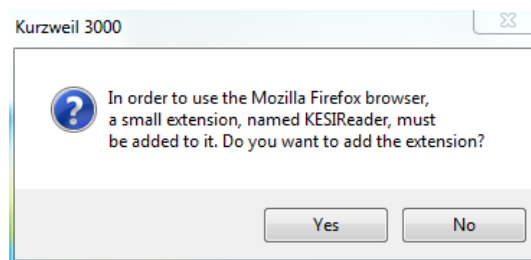 Kurzweil 3000
In order to use the Mozilla Firefox browser,
a small extension, named KESIReader, must
be added to it. Do you want to add the extension?
Yes No